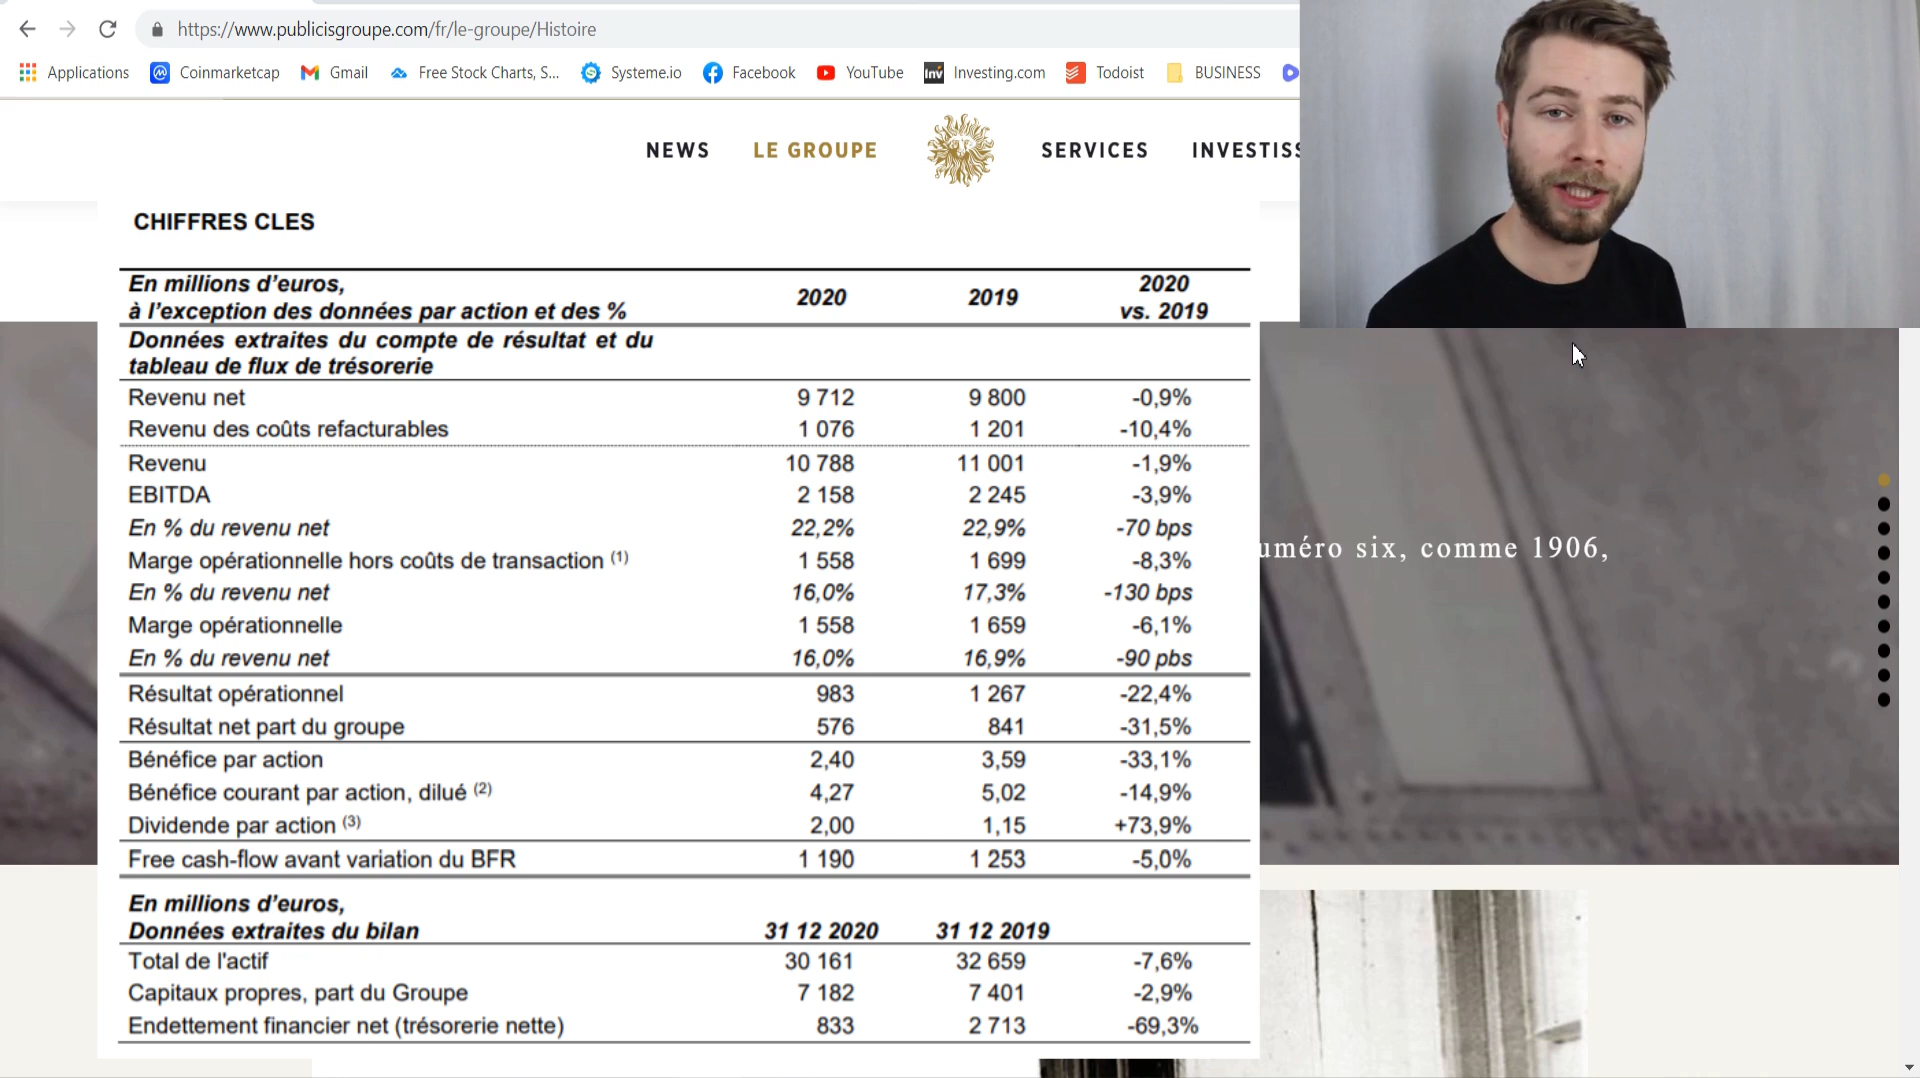 https://www.publicisgroupe.com/fr/le-groupe/Histoire
Applications Coinmarketcap Gmail Free Stock Charts, S... Systeme.io Facebook YouTube Inv Investing.com Todoist BUSINESS
NEWS LE GROUPE SERVICES INVESTISS
CHIFFRES CLES
En millions d'euros,
à l'exception des données par action et des % 2020 2019 2020 vs. 2019
Données extraites du compte de résultat et du
tableau de flux de trésorerie
Revenu net 9 712 9 800 -0,9%
Revenu des coûts refacturables 1 076 1 201 -10,4%
Revenu 10 788 11 001 -1,9%
EBITDA 2 158 2 245 -3,9%
En % du revenu net 22,2% 22,9% -70 bps
Marge opérationnelle hors coûts de transaction (1) 1 558 1 699 -8,3%
En % du revenu net 16,0% 17,3% -130 bps
Marge opérationnelle 1 558 1 659 -6,1%
En % du revenu net 16,0% 16,9% -90 pbs
Résultat opérationnel 983 1 267 -22,4%
Résultat net part du groupe 576 841 -31,5%
Bénéfice par action 2,40 3,59 -33,1%
Bénéfice courant par action, dilué (2) 4,27 5,02 -14,9%
Dividende par action (3) 2,00 1,15 +73,9%
Free cash-flow avant variation du BFR 1 190 1 253 -5,0%
En millions d'euros,
Données extraites du bilan 31 12 2020 31 12 2019
Total de l'actif 30 161 32 659 -7,6%
Capitaux propres, part du Groupe 7 182 7 401 -2,9%
Endettement financier net (trésorerie nette) 833 2 713 -69,3%
uméro six, comme 1906,